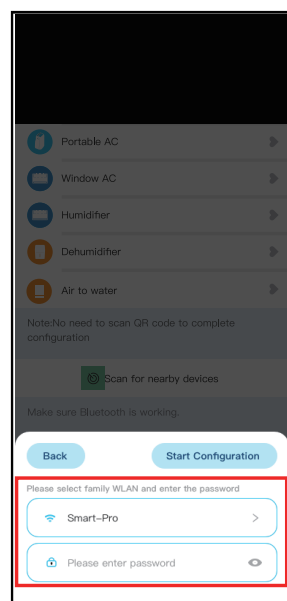 Portable AC
Window AC
Humidifier
Dehumidifier
Air to water
Note:No need to scan QR code to complete
configuration
Scan for nearby devices
Make sure Bluetooth is working.
Back
Start Configuration
Please select family WLAN and enter the password
Smart-Pro
Please enter password